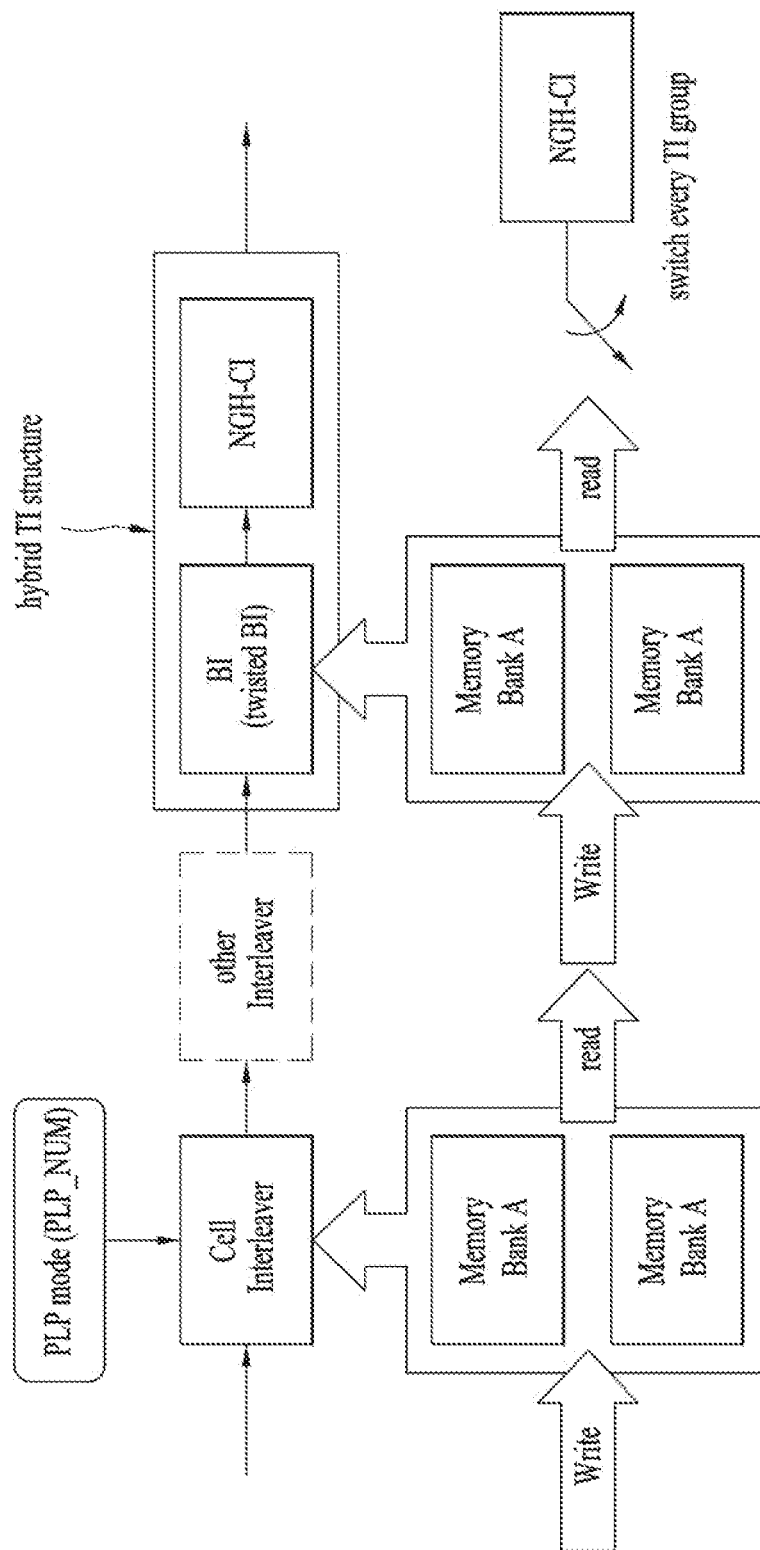 PLP mode (PLP_NUM)
hybrid TI structure
Cell
Interleaver
other
Interleaver
BI
(twisted BI)
NGH-CI
Memory
Bank A
Memory
Bank A
Memory
Bank A
Memory
Bank A
Write
read
Write
read
NGH-CI
switch every TI group